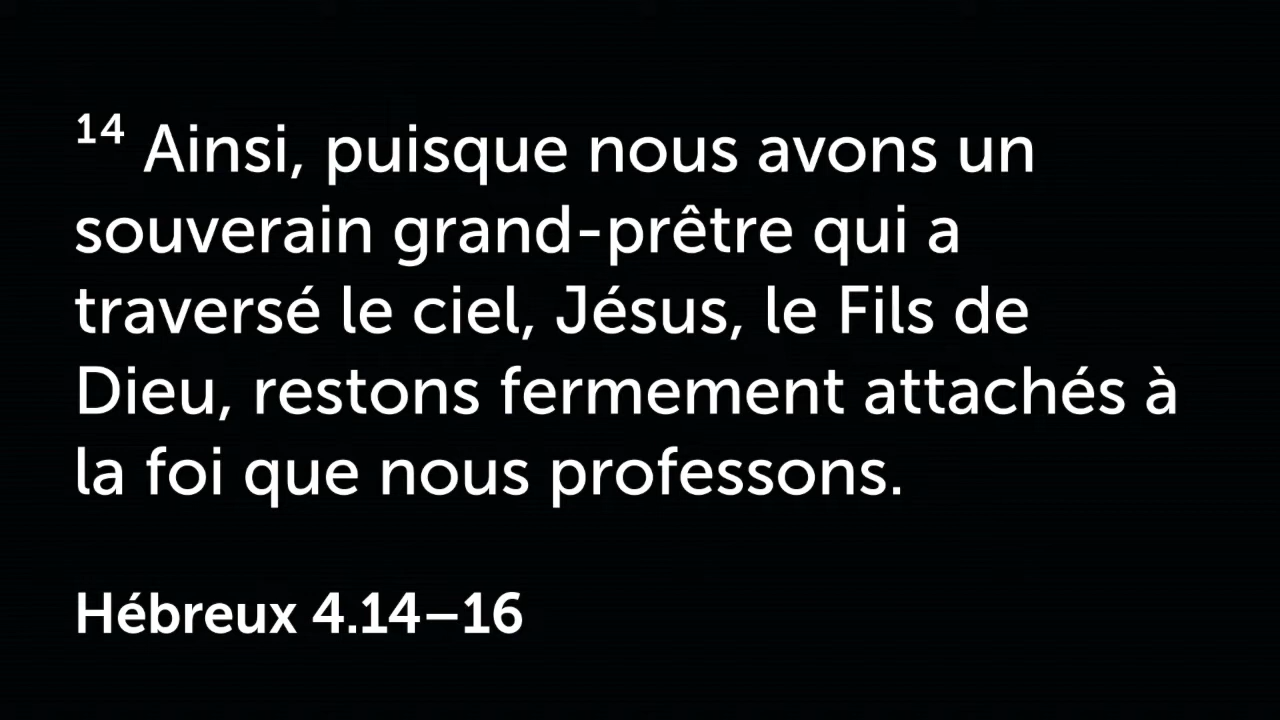 14 Ainsi, puisque nous avons un
souverain grand-prêtre qui a
traversé le ciel, Jésus, le Fils de
Dieu, restons fermement attachés à
la foi que nous professons.
Hébreux 4.14–16